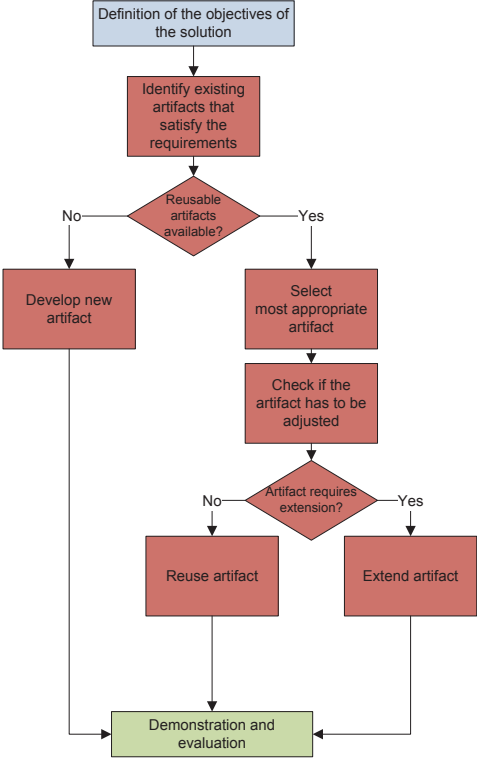 Definition of the objectives of
the solution
Identify existing
artifacts that
satisfy the
requirements
Reusable
artifacts
available?
No
Yes
Develop new
artifact
Select
most appropriate
artifact
Check if the
artifact has to be
adjusted
Artifact requires
extension?
No
Yes
Reuse artifact
Extend artifact
Demonstration and
evaluation